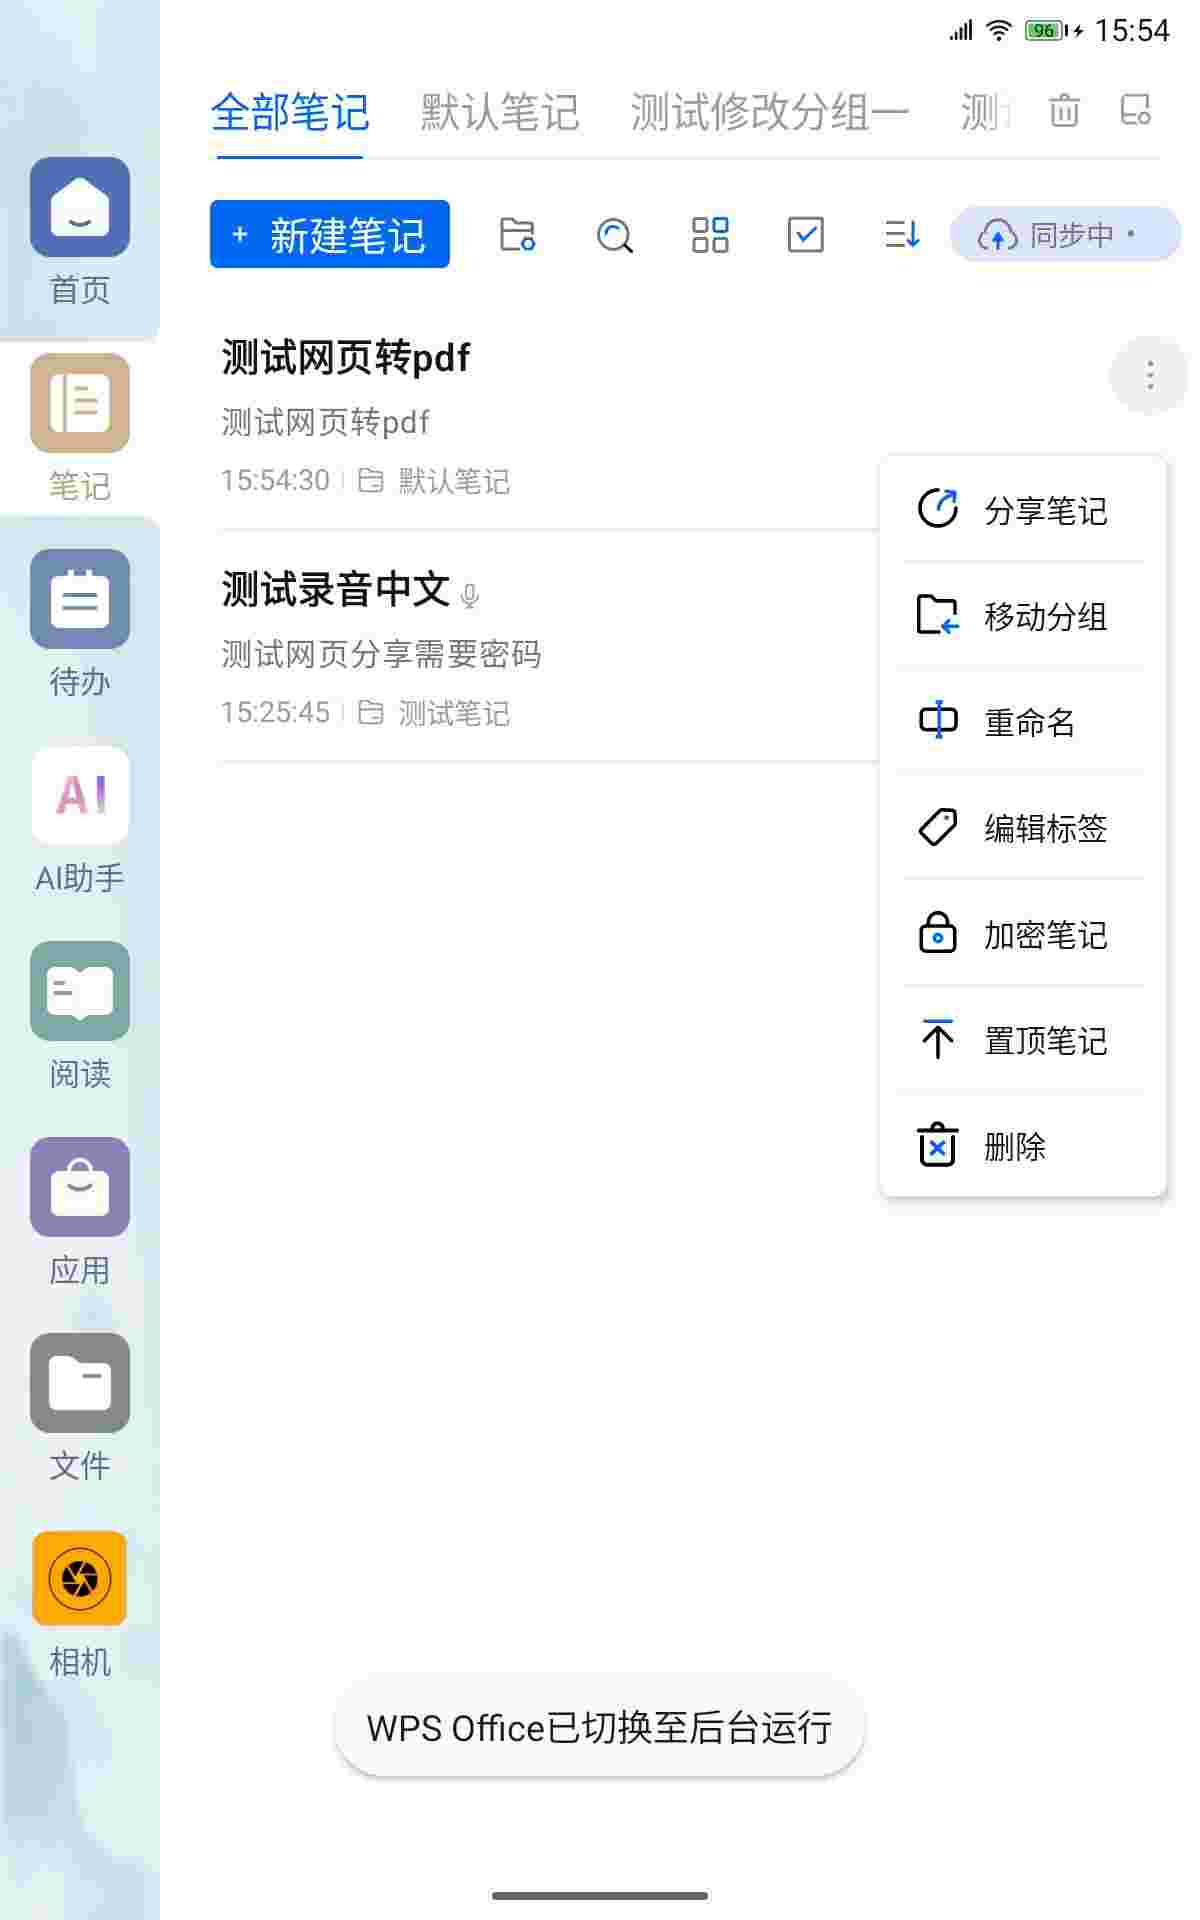 96 15:54
全部笔记 默认笔记 测试修改分组一 测
+ 新建笔记 同步中 ·
首页
笔记
待办
AI
AI助手
阅读
应用
文件
相机
测试网页转pdf
测试网页转pdf
15:54:30 默认笔记
测试录音中文
测试网页分享需要密码
15:25:45 测试笔记
分享笔记
移动分组
重命名
编辑标签
加密笔记
置顶笔记
删除
WPS Office已切换至后台运行